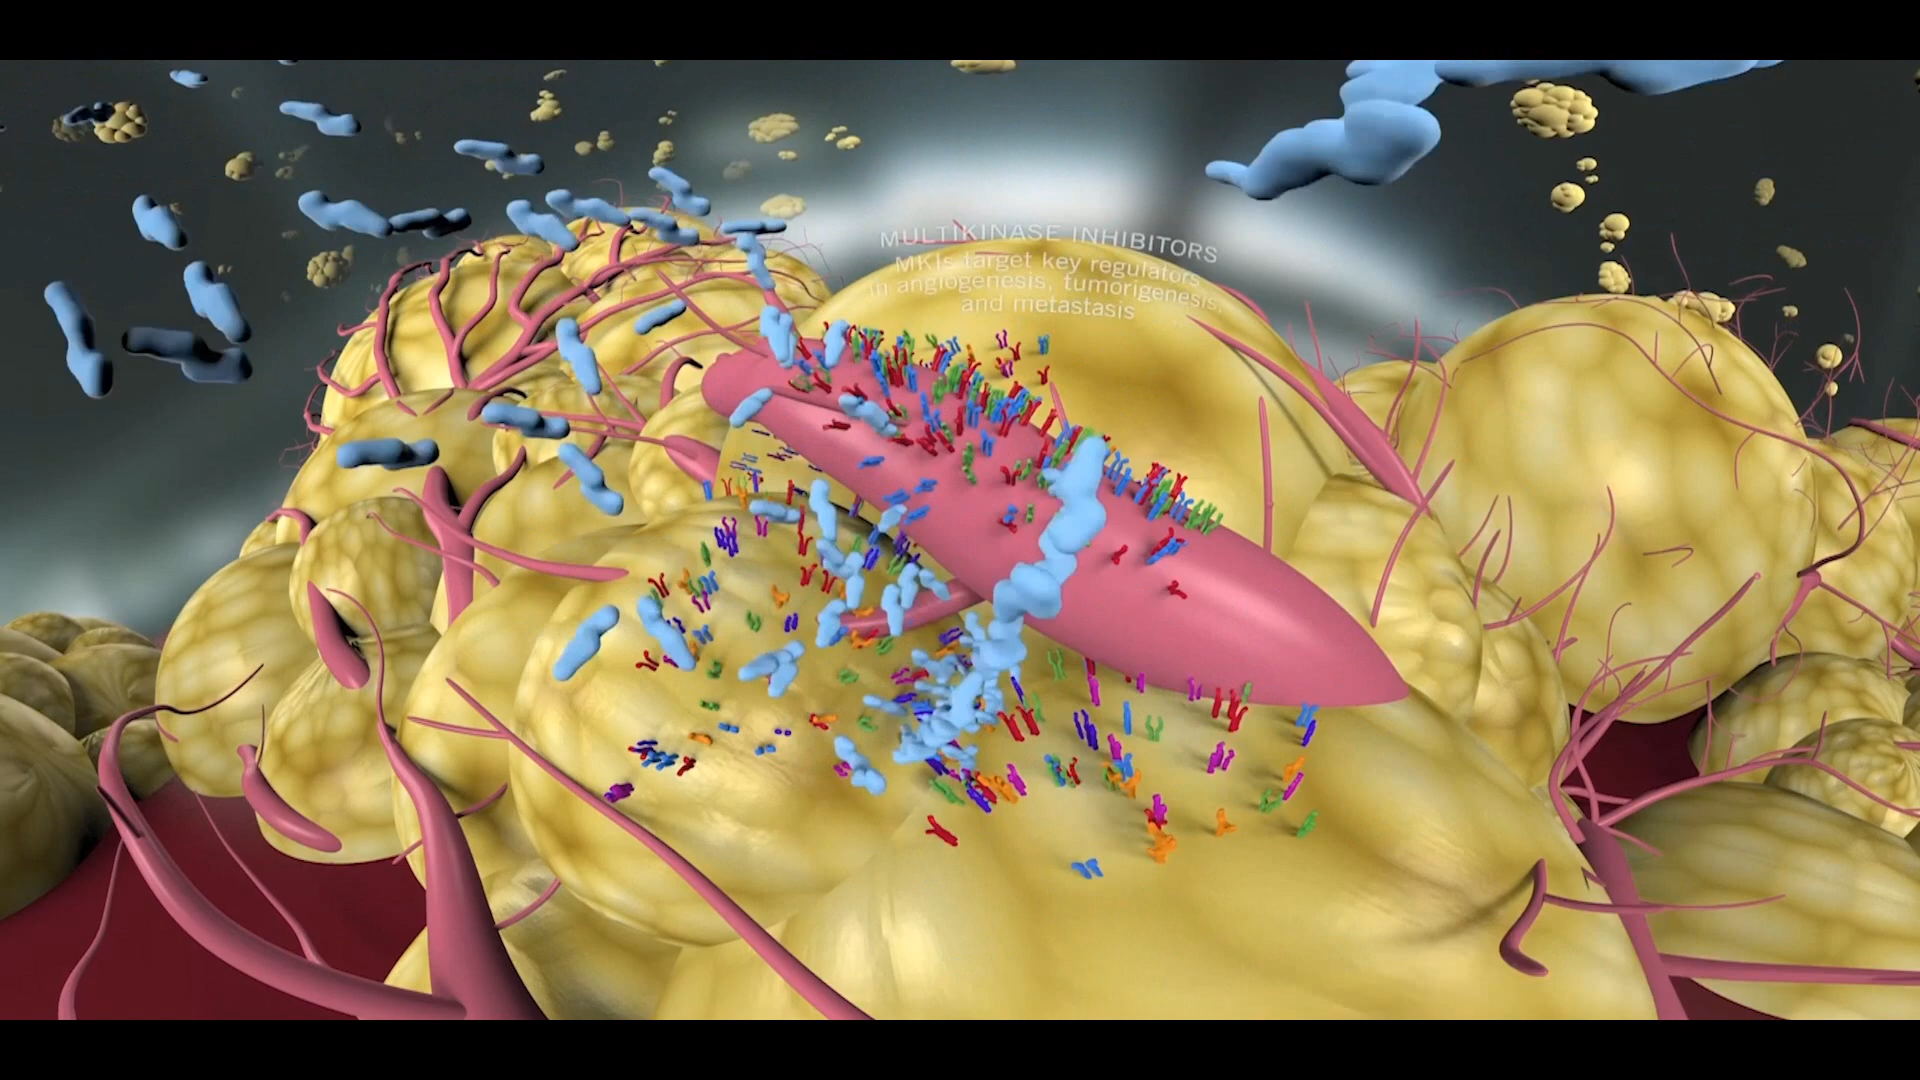 MULTIKINASE INHIBITORS
MKIs target key regulators
in angiogenesis, tumorigenesis,
and metastasis